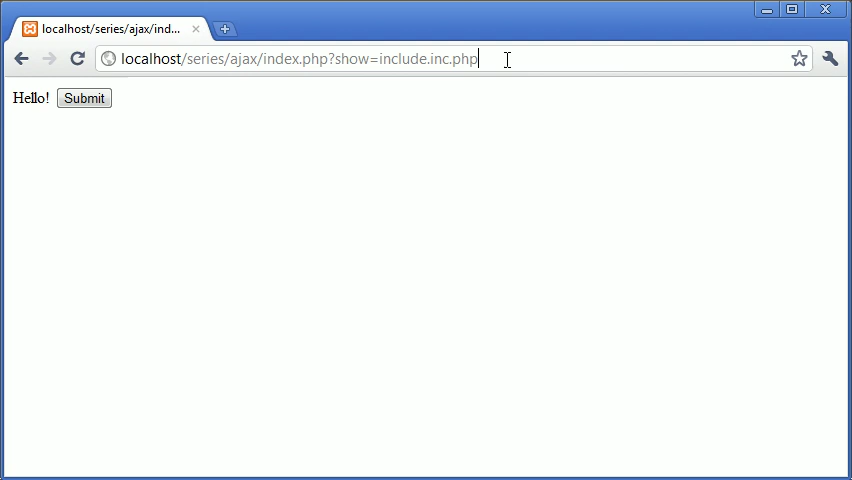 localhost/series/ajax/ind...
localhost/series/ajax/index.php?show=include.inc.php
Hello! Submit